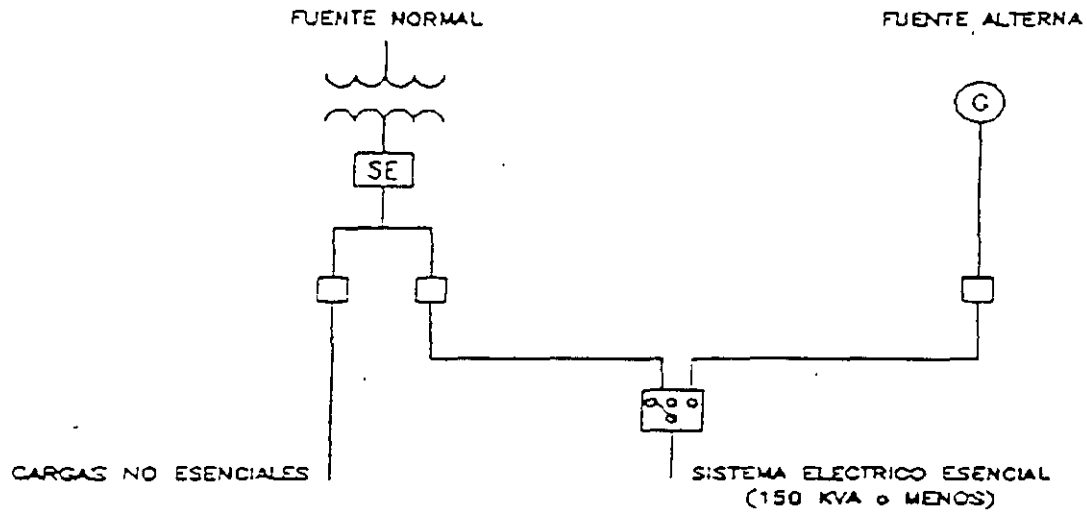 FUENTE NORMAL
FUENTE ALTERNA
G
SE
CARGAS NO ESENCIALES
SISTEMA ELECTRICO ESENCIAL
(150 KVA o MENOS)